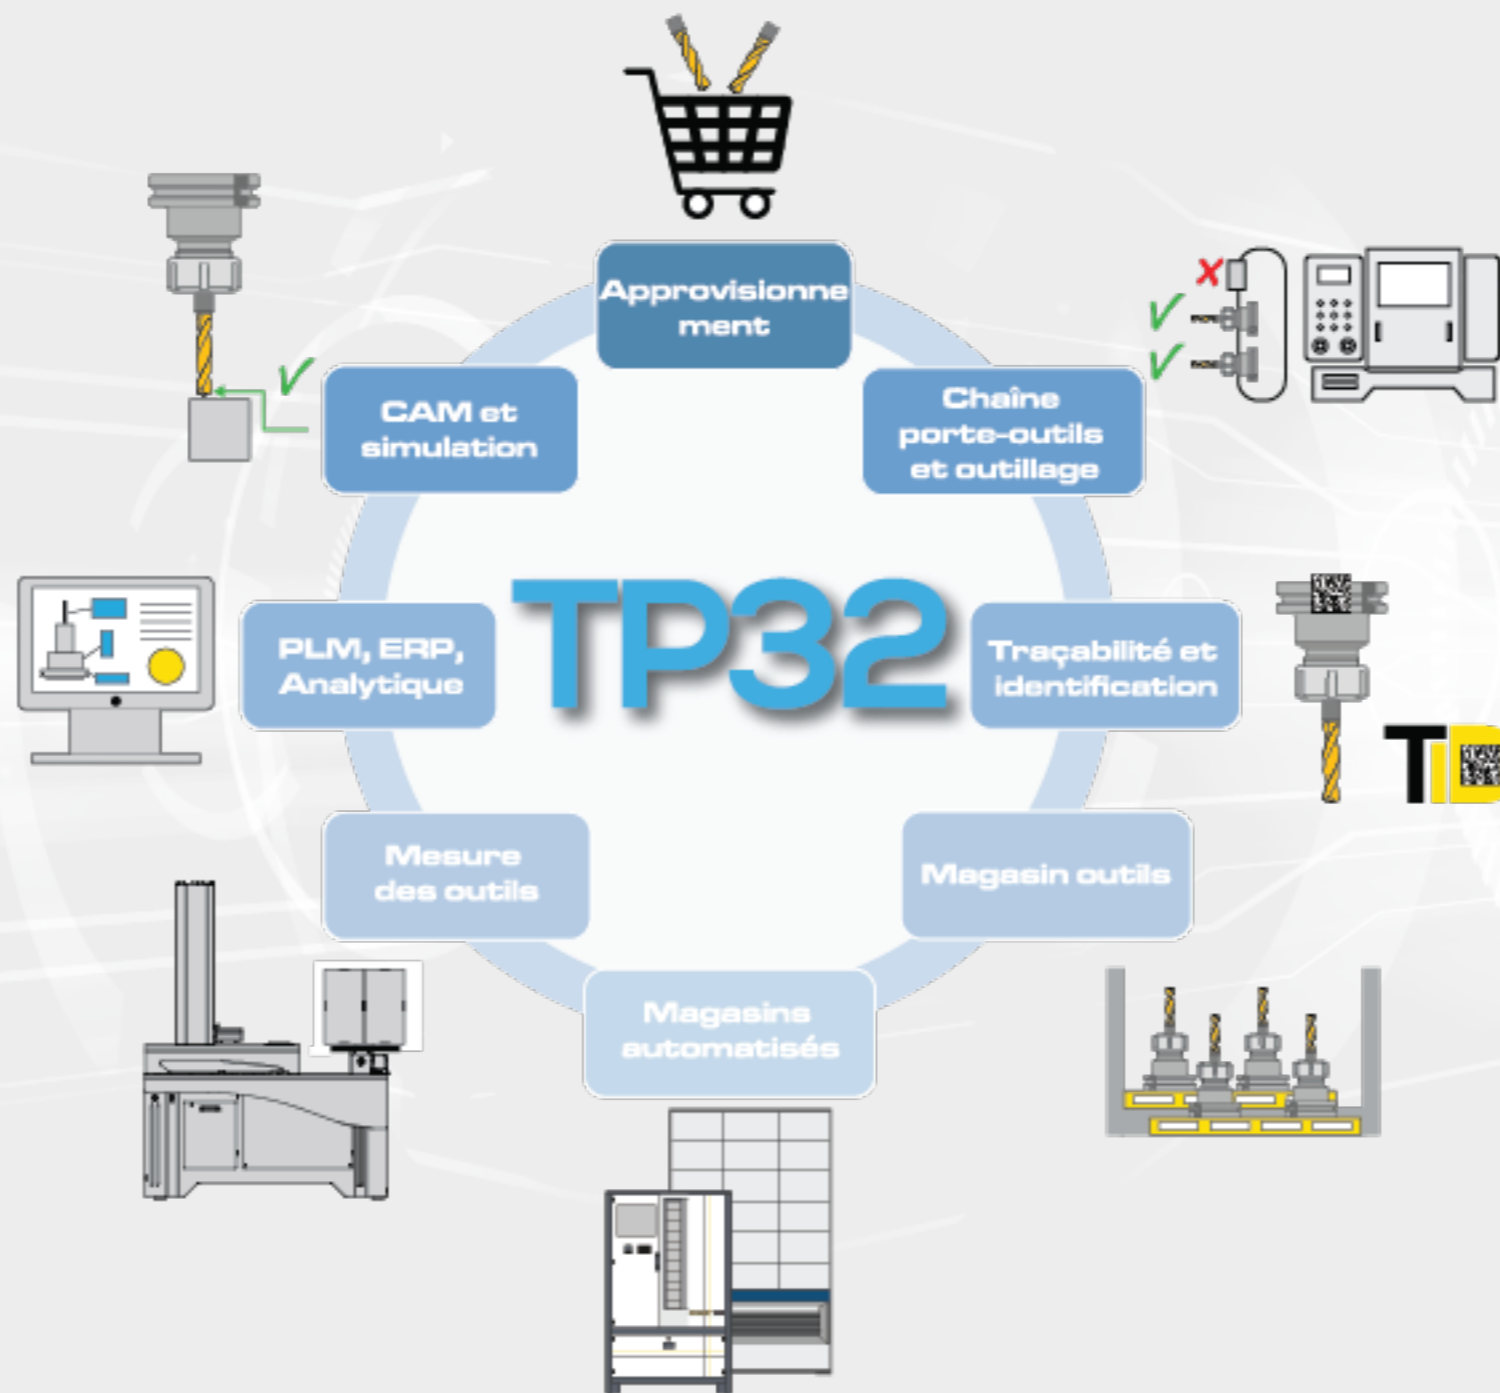 Approvisionne
ment
CAM et
simulation
Chaîne
porte-outils
et outillage
PLM, ERP,
Analytique
TP32
Traçabilité et
identification
TiD
Mesure
des outils
Magasin outils
Magasins
automatisés